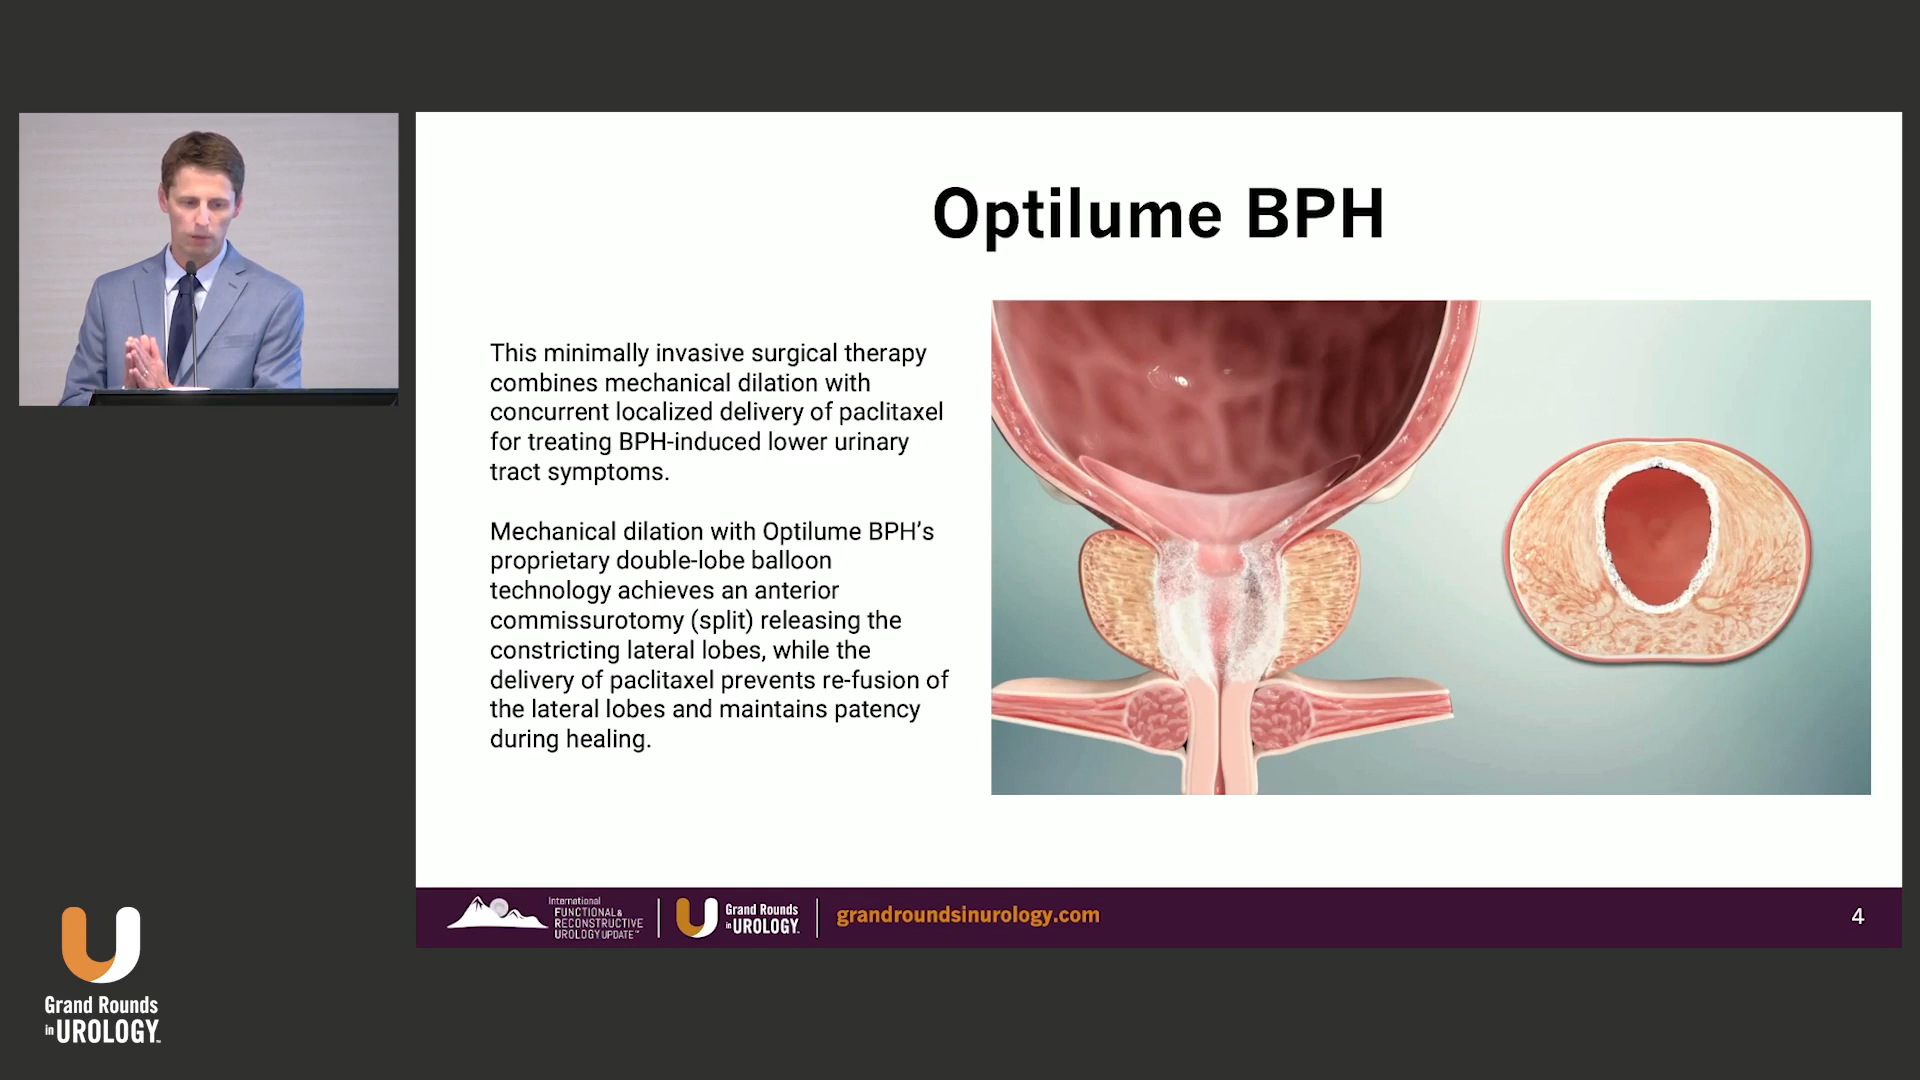 Optilume BPH
This minimally invasive surgical therapy
combines mechanical dilation with
concurrent localized delivery of paclitaxel
for treating BPH-induced lower urinary
tract symptoms.
Mechanical dilation with Optilume BPH’s
proprietary double-lobe balloon
technology achieves an anterior
commissurotomy (split) releasing the
constricting lateral lobes, while the
delivery of paclitaxel prevents re-fusion of
the lateral lobes and maintains patency
during healing.
International
FUNCTIONAL &
RECONSTRUCTIVE
UROLOGY UPDATE™
Grand Rounds
in UROLOGY™
grandroundsinurology.com
4
Grand Rounds
in UROLOGY™